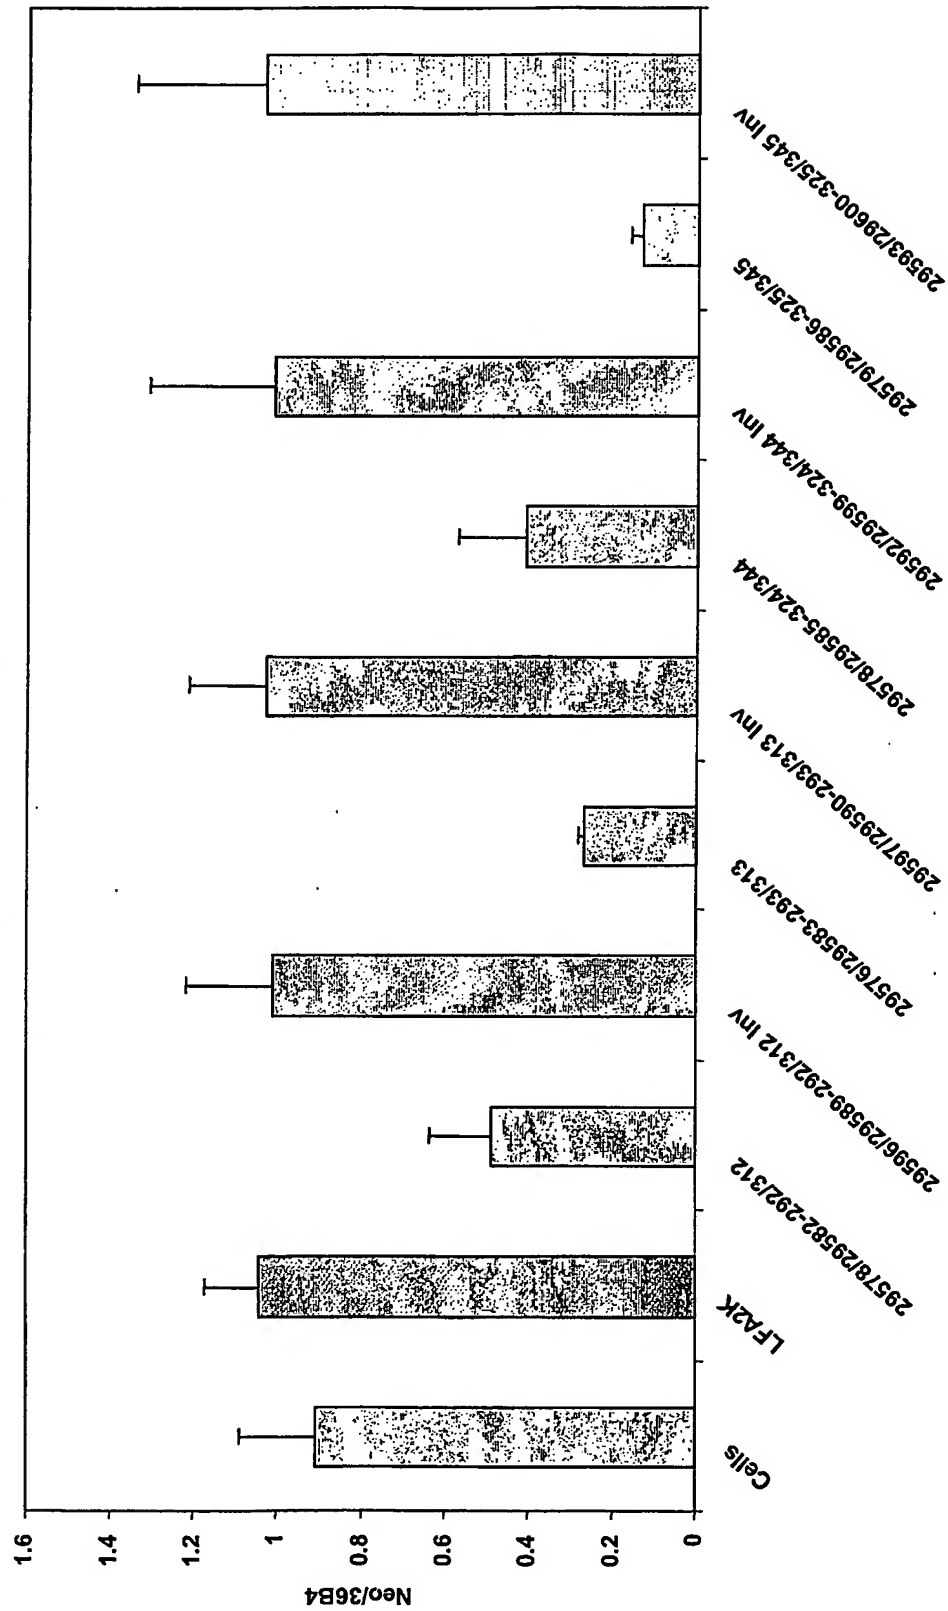 Neo/36B4
1.6
1.4
1.2
1
0.8
0.6
0.4
0.2
0
Cells
LFA2K
29578/29582-292/312
29596/29589-292/312 Inv
29576/29583-293/313
29597/29590-293/313 Inv
29578/29585-324/344
29592/29599-324/344 Inv
29579/29586-325/345
29593/29600-325/345 Inv